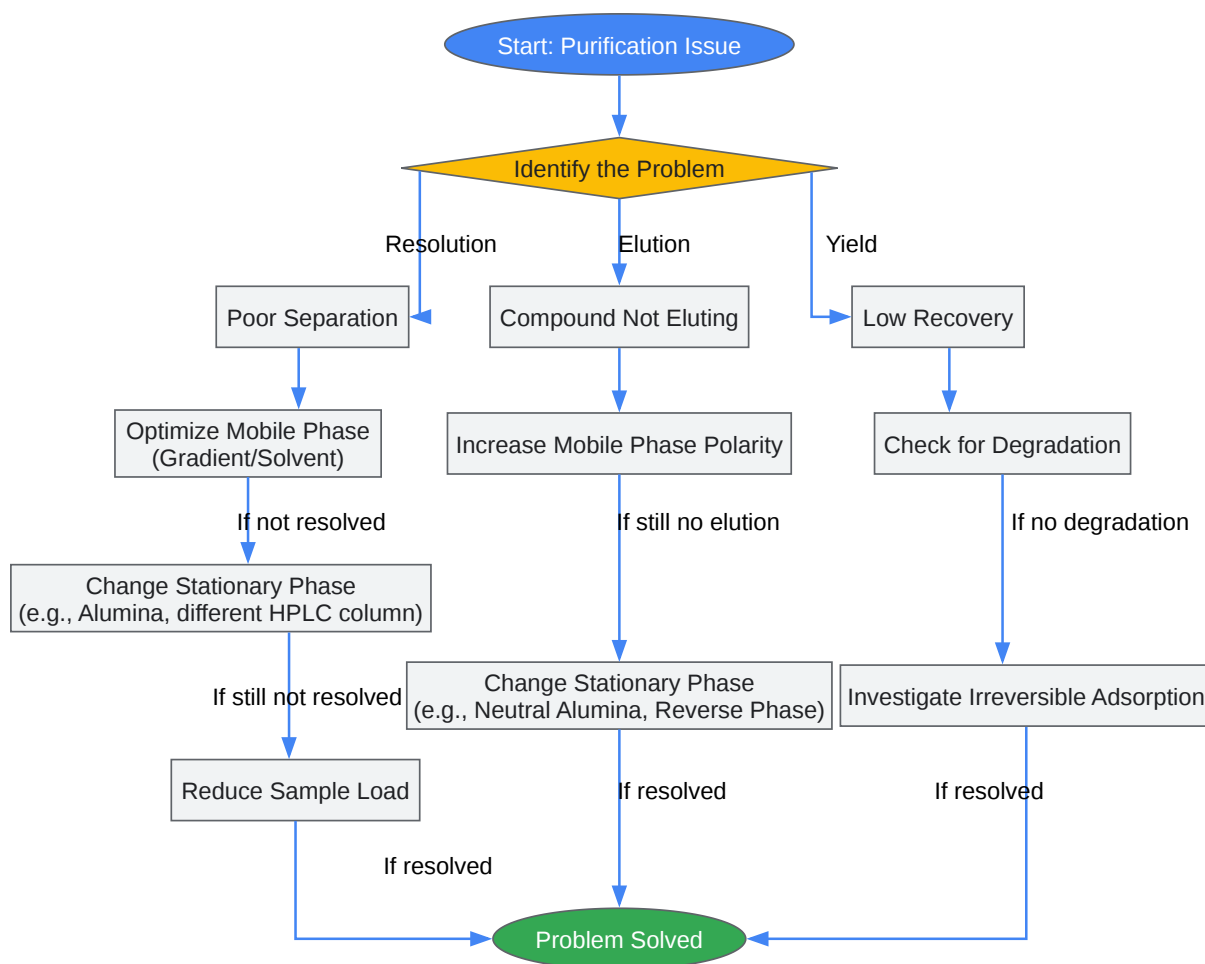 Start: Purification Issue
Identify the Problem
Resolution
Elution
Yield
Poor Separation
Compound Not Eluting
Low Recovery
Optimize Mobile Phase
(Gradient/Solvent)
Increase Mobile Phase Polarity
Check for Degradation
If not resolved
If still no elution
If no degradation
Change Stationary Phase
(e.g., Alumina, different HPLC column)
If still not resolved
Change Stationary Phase
(e.g., Neutral Alumina, Reverse Phase)
Investigate Irreversible Adsorption
Reduce Sample Load
If resolved
If resolved
If resolved
Problem Solved